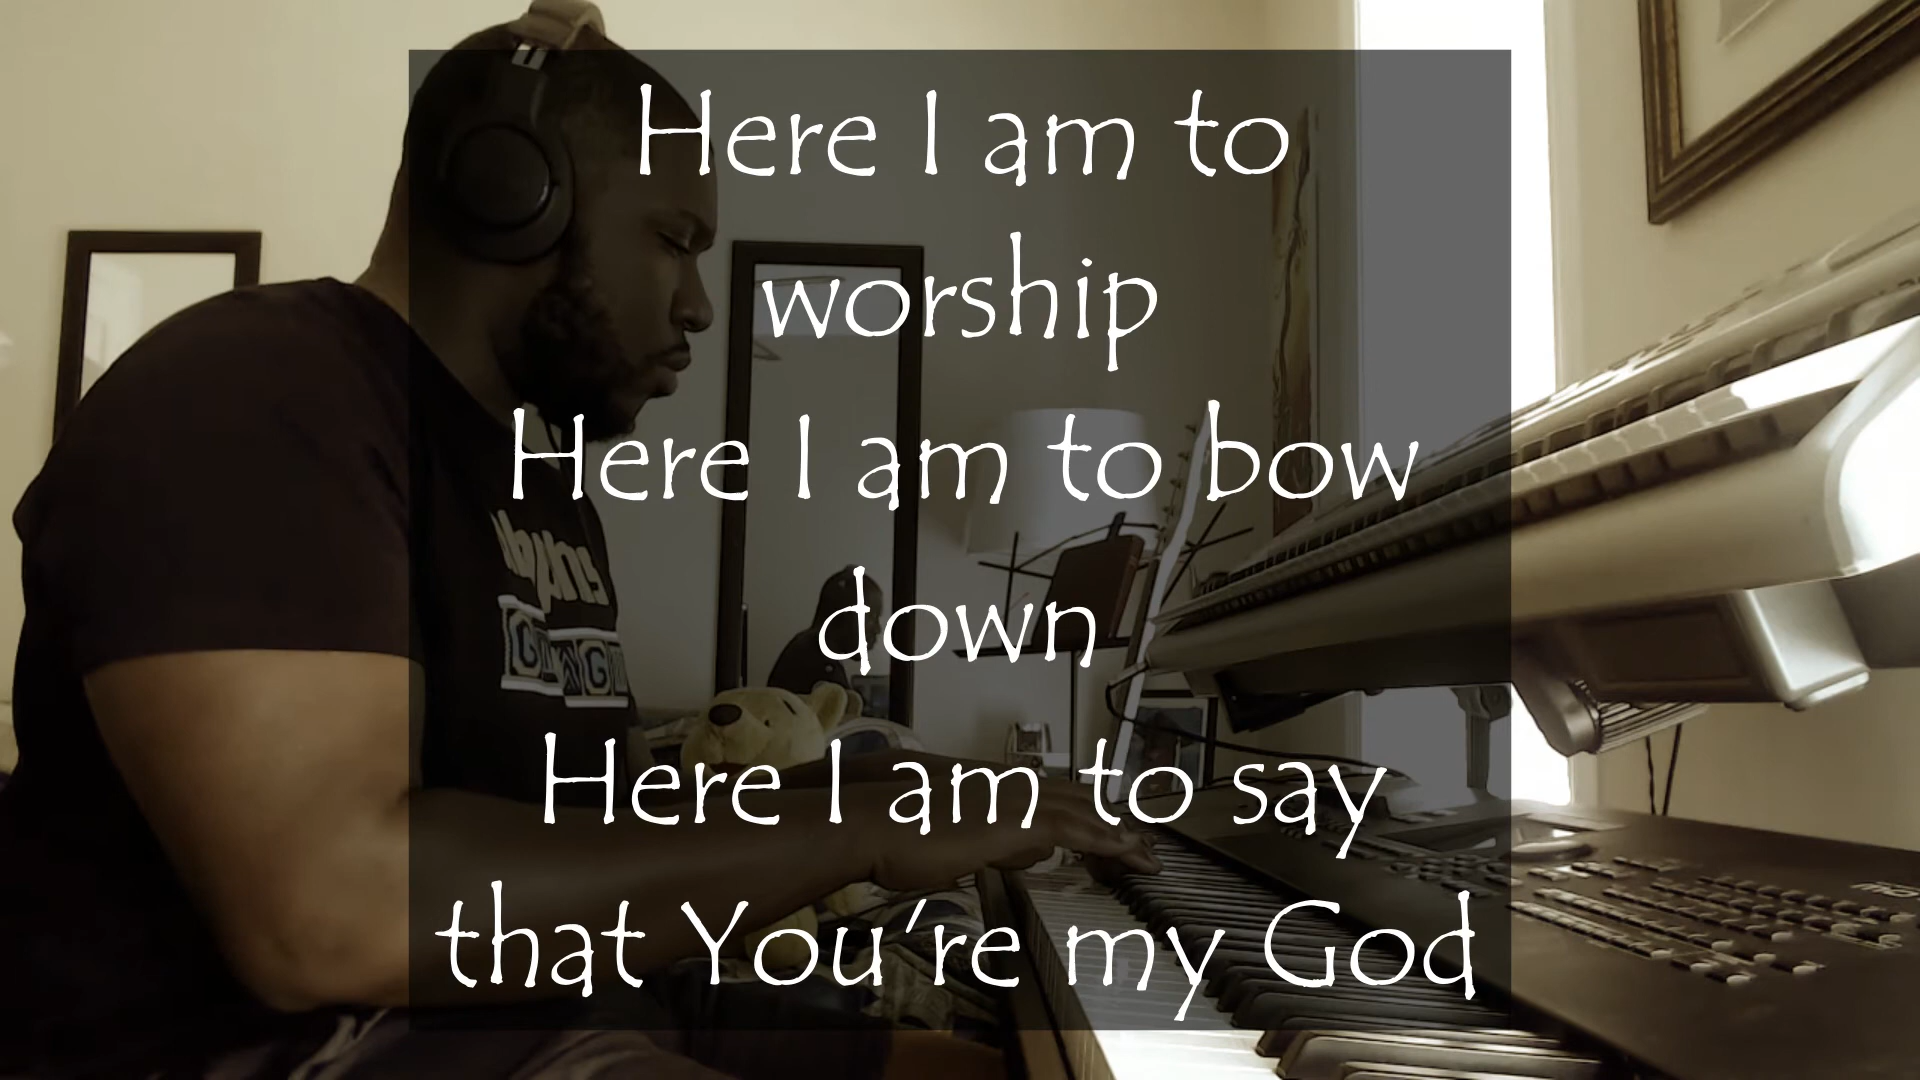 Here I am to
worship
Here I am to bow
down
Here I am to say
that You're my God